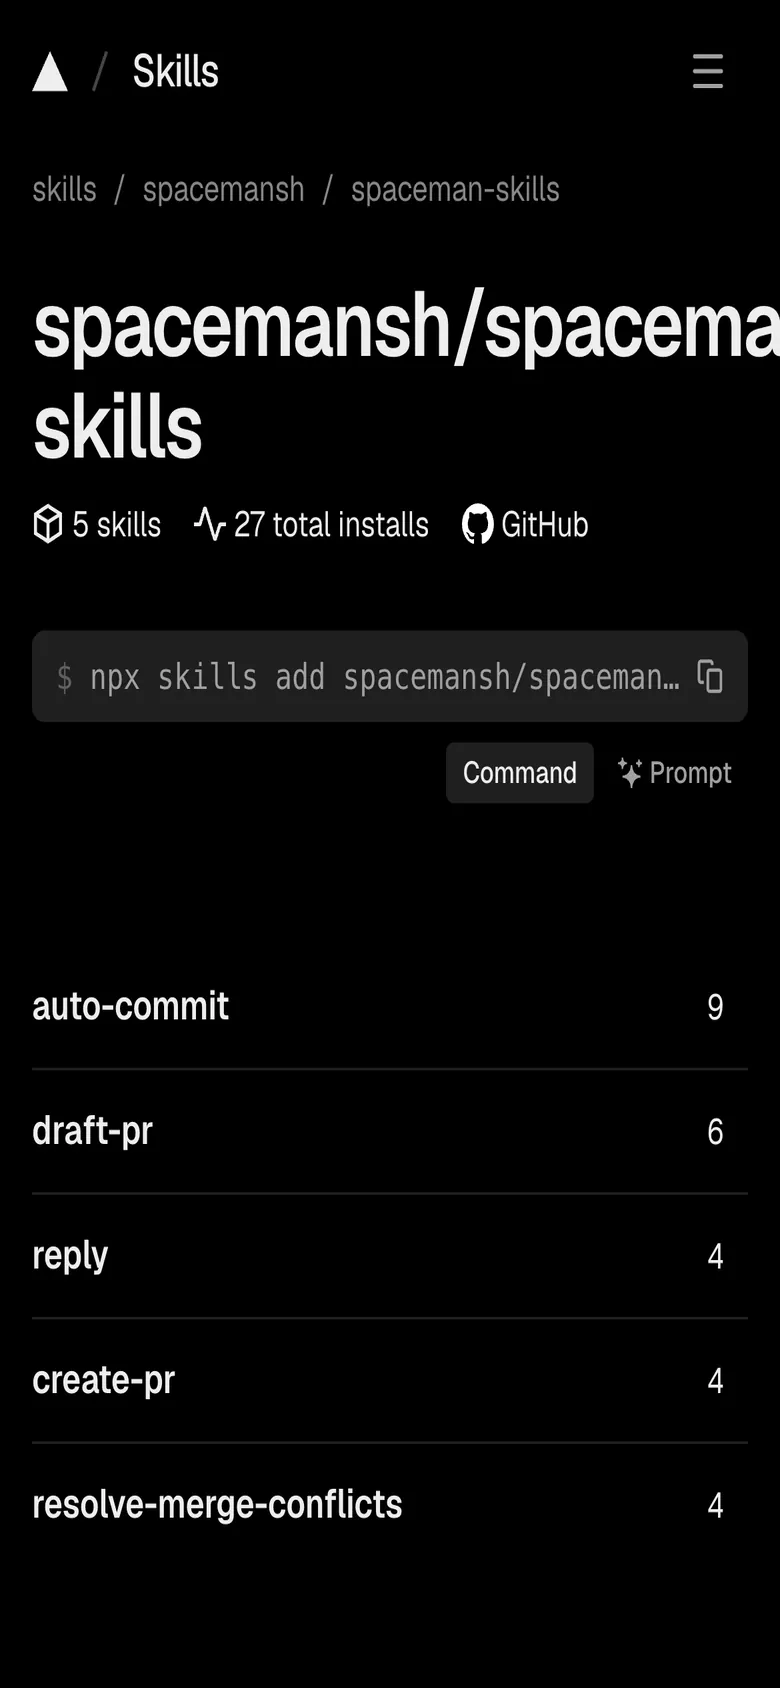 / Skills
skills / spacemansh / spaceman-skills
spacemansh/spacema
skills
5 skills 27 total installs GitHub
$ npx skills add spacemansh/spaceman…
Command Prompt
auto-commit 9
draft-pr 6
reply 4
create-pr 4
resolve-merge-conflicts 4